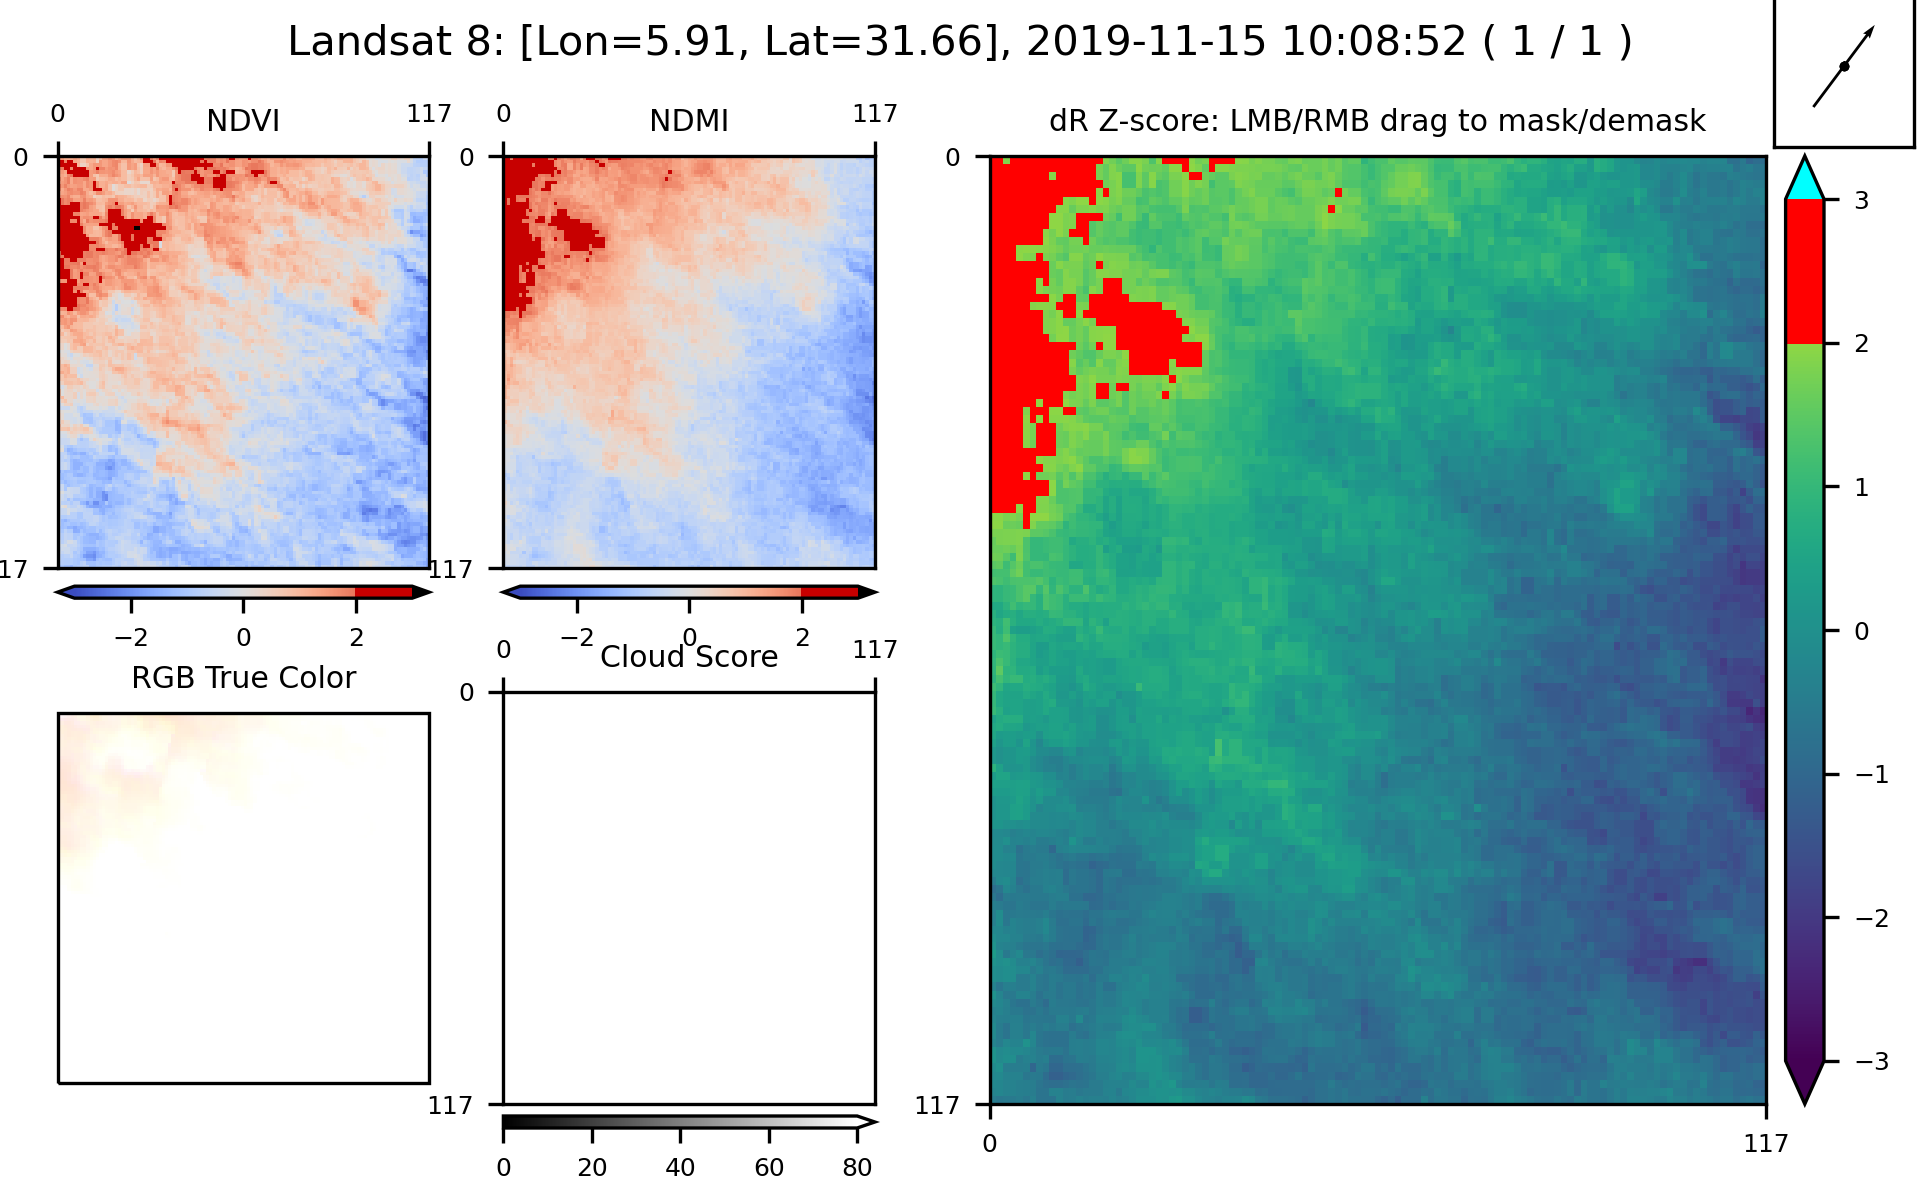 Landsat 8: [Lon=5.91, Lat=31.66], 2019-11-15 10:08:52 ( 1 / 1 )
0 117
NDVI
0
17
−2 0 2
0 117
NDMI
0
117
−2 0 2
dR Z-score: LMB/RMB drag to mask/demask
0
117
0 117
3
2
1
0
−1
−2
−3
RGB True Color
0 117
Cloud Score
0
117
0 20 40 60 80